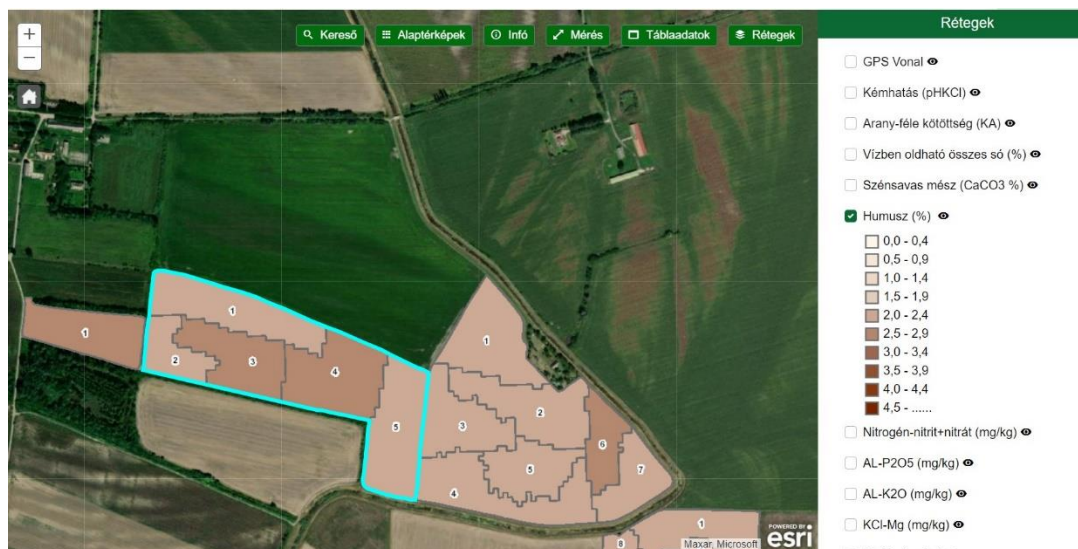 +
−
Kereső
Alaptérképek
Infó
Mérés
Táblaadatok
Rétegek
Rétegek
GPS Vonal
Kémhatás (pHKCl)
Arany-féle kötöttség (KA)
Vízben oldható összes só (%)
Szénsavas mész (CaCO3 %)
Humusz (%)
0,0 - 0,4
0,5 - 0,9
1,0 - 1,4
1,5 - 1,9
2,0 - 2,4
2,5 - 2,9
3,0 - 3,4
3,5 - 3,9
4,0 - 4,4
4,5 - ......
Nitrogén-nitrit+nitrát (mg/kg)
AL-P2O5 (mg/kg)
AL-K2O (mg/kg)
KCl-Mg (mg/kg)
1
1
2
3
4
5
1
2
3
4
5
6
7
8
1
Maxar, Microsoft
POWERED BY
esri